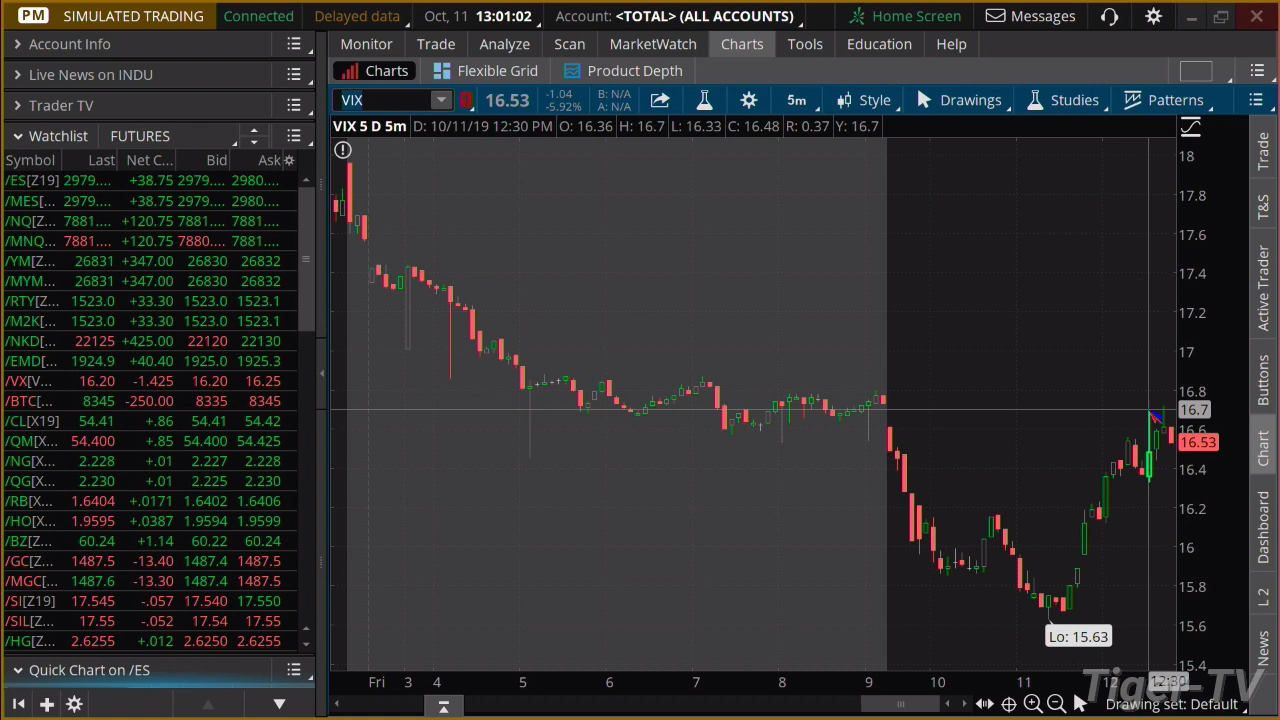 PM SIMULATED TRADING Connected Delayed data Oct, 11 13:01:02 Account: <TOTAL> (ALL ACCOUNTS) Home Screen Messages
Account Info
Live News on INDU
Trader TV
Watchlist FUTURES
Symbol Last Net C... Bid Ask
/ES[Z19] 2979.... +38.75 2979.... 2980....
/MES[... 2979.... +38.75 2979.... 2980....
/NQ[Z... 7881.... +120.75 7881.... 7881....
/MNQ... 7881.... +120.75 7880.... 7881....
/YM[Z... 26831 +347.00 26830 26832
/MYM... 26831 +347.00 26830 26832
/RTY[Z... 1523.0 +33.30 1523.0 1523.1
/M2K[... 1523.0 +33.30 1523.0 1523.1
/NKD[... 22125 +425.00 22120 22130
/EMD[... 1924.9 +40.40 1925.0 1925.3
/VX[V... 16.20 -1.425 16.20 16.25
/BTC[... 8345 -250.00 8335 8345
/CL[X19] 54.41 +.86 54.41 54.42
/QM[... 54.400 +.85 54.400 54.425
/NG[X... 2.228 +.01 2.227 2.228
/QG[X... 2.230 +.01 2.225 2.230
/RB[X... 1.6404 +.0171 1.6402 1.6406
/HO[X... 1.9595 +.0387 1.9594 1.9599
/BZ[Z... 60.24 +1.14 60.22 60.24
/GC[Z... 1487.5 -13.40 1487.4 1487.5
/MGC[... 1487.6 -13.30 1487.4 1487.5
/SI[Z19] 17.545 -.057 17.540 17.550
/SIL[Z... 17.55 -.052 17.54 17.55
/HG[Z... 2.6255 +.012 2.6250 2.6255
Quick Chart on /ES
Monitor Trade Analyze Scan MarketWatch Charts Tools Education Help
Charts Flexible Grid Product Depth
VIX 16.53 -1.04 -5.92% B: N/A A: N/A 5m Style Drawings Studies Patterns
VIX 5 D 5m D: 10/11/19 12:30 PM O: 16.36 H: 16.7 L: 16.33 C: 16.48 R: 0.37 Y: 16.7
18
17.8
17.6
17.4
17.2
17
16.8
16.7
16.6
16.53
16.4
16.2
16
15.8
15.6
15.4
Lo: 15.63
Fri 3 4 5 6 7 8 9 10 11 12 12:30
Drawing set: Default
Tiger-TV
Trade
T&S
Active Trader
Buttons
Chart
Dashboard
L 2
News